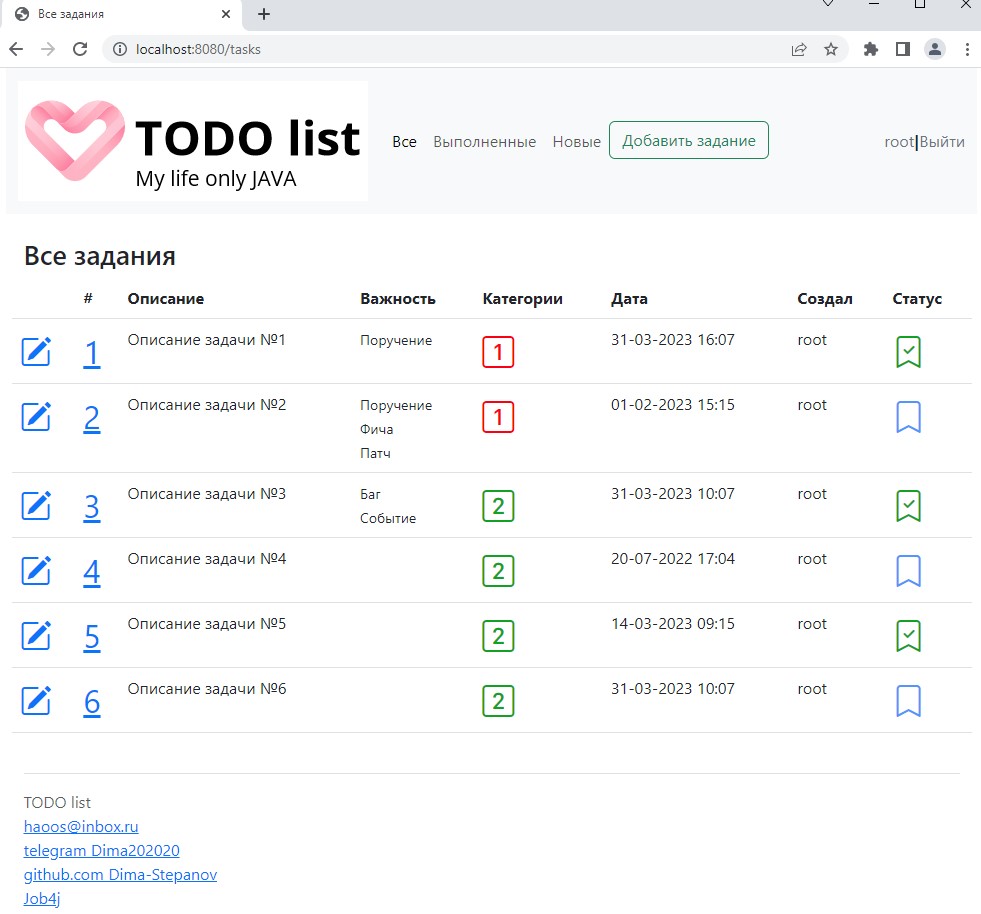 Все задания
localhost:8080/tasks
TODO list
My life only JAVA
Все Выполненные Новые Добавить задание root|Выйти
Все задания
# Описание Важность Категории Дата Создал Статус
1 Описание задачи №1 Поручение 1 31-03-2023 16:07 root
2 Описание задачи №2 Поручение 1 01-02-2023 15:15 root
Фича
Патч
3 Описание задачи №3 Баг 2 31-03-2023 10:07 root
Событие
4 Описание задачи №4 2 20-07-2022 17:04 root
5 Описание задачи №5 2 14-03-2023 09:15 root
6 Описание задачи №6 2 31-03-2023 10:07 root
TODO list
haoos@inbox.ru
telegram Dima202020
github.com Dima-Stepanov
Job4j